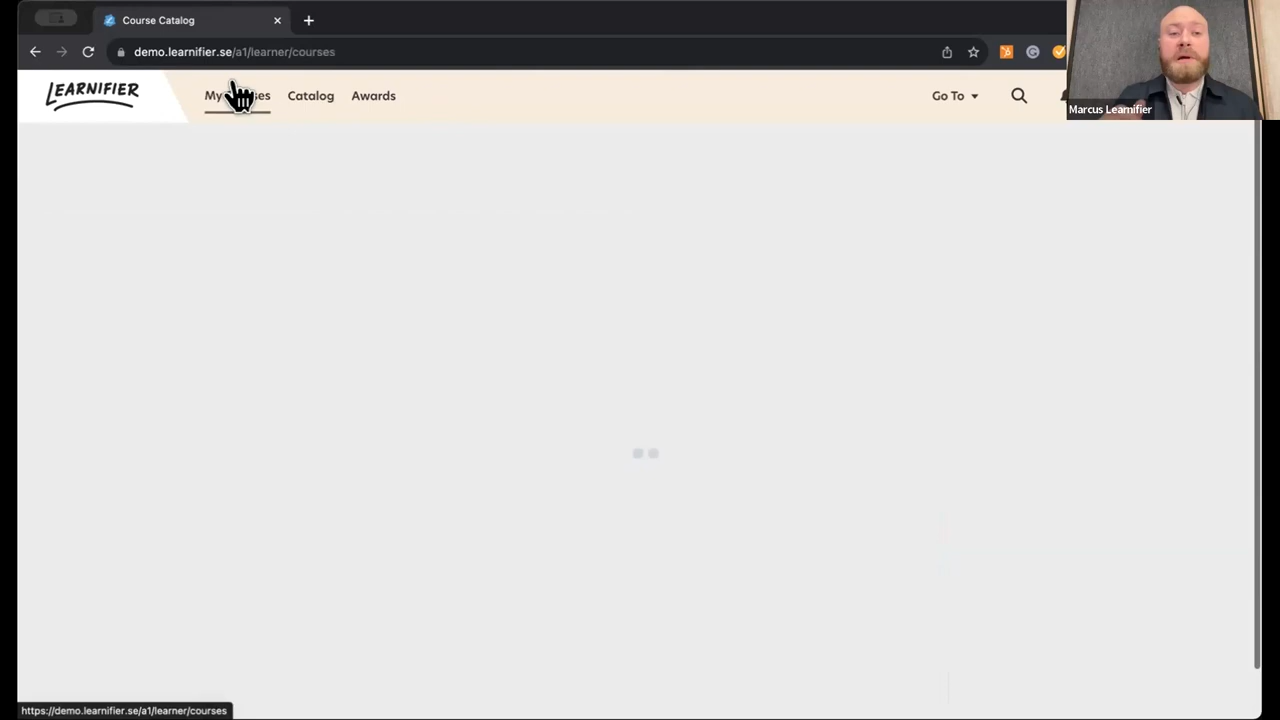 Course Catalog
demo.learnifier.se/a1/learner/courses
LEARNIFIER
Catalog
Awards
Go To
Marcus Learnifier
https://demo.learnifier.se/a1/learner/courses